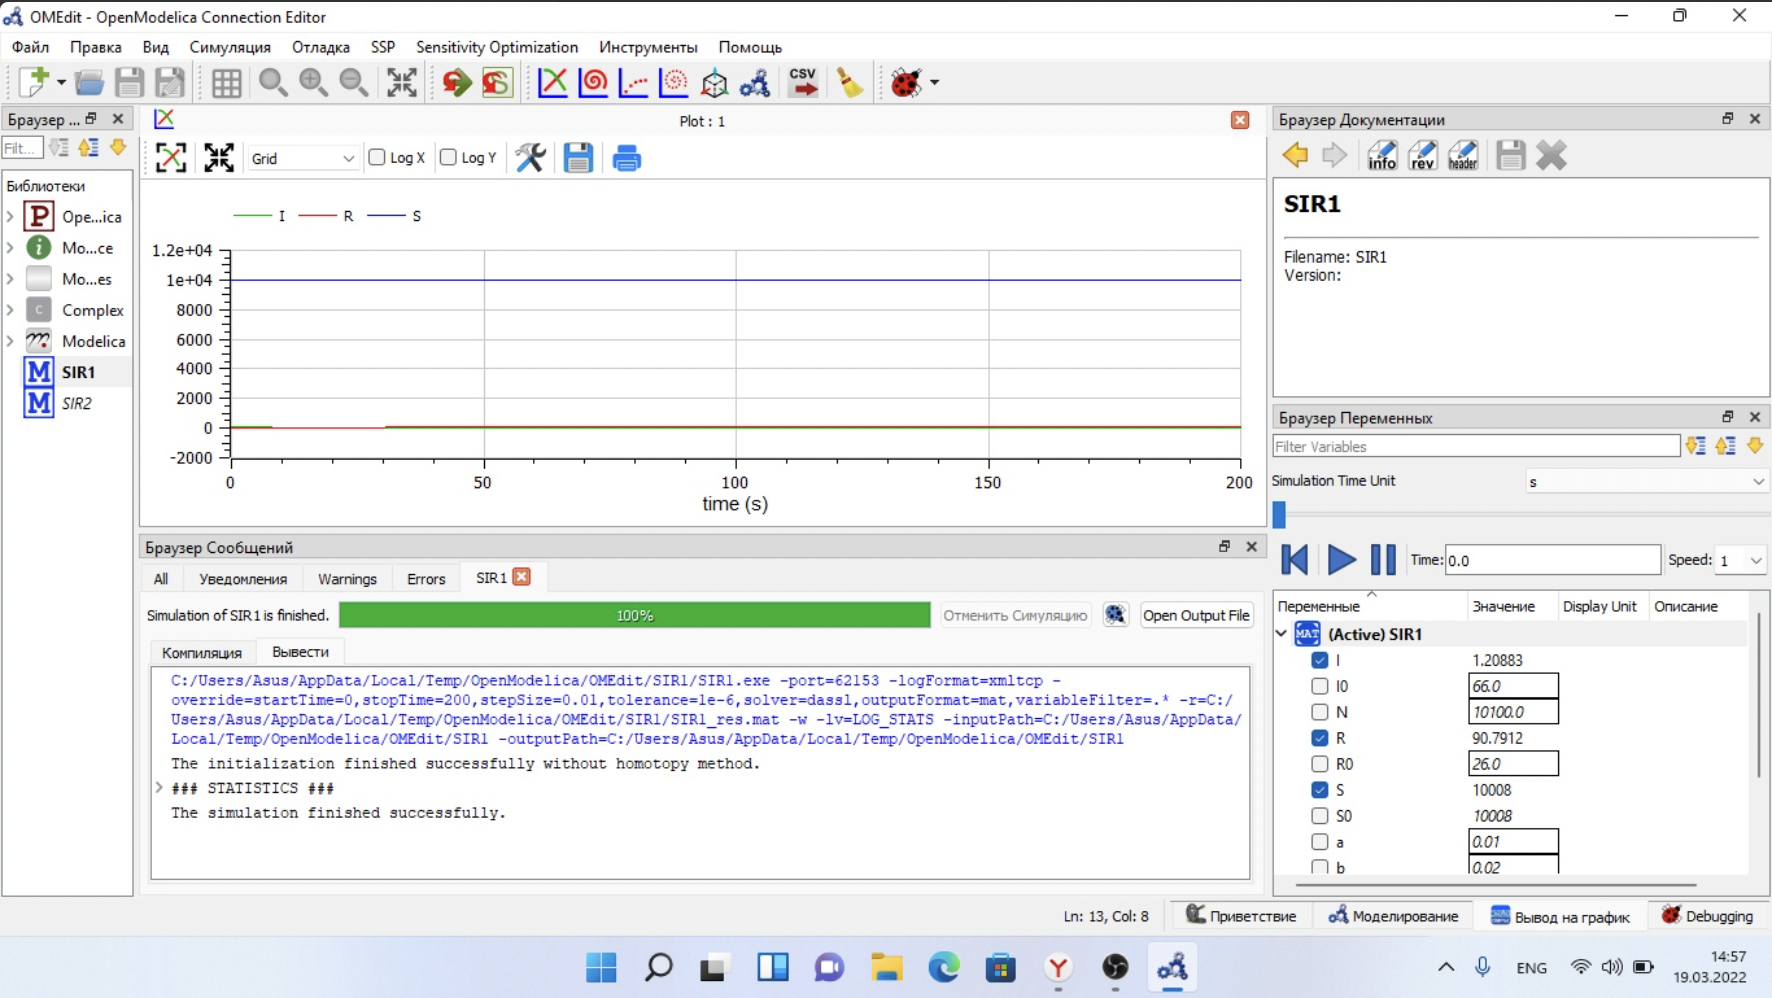 OMEdit - OpenModelica Connection Editor
Файл Правка Вид Симуляция Отладка SSP Sensitivity Optimization Инструменты Помощь
CSV
Браузер ...
Filt...
Библиотеки
P Ope...ica
i Mo...ce
Mo...es
C Complex
Modelica
M SIR1
M SIR2
Plot : 1
Grid
Log X
Log Y
I R S
1.2e+04
1e+04
8000
6000
4000
2000
0
-2000
0 50 100 150 200
time (s)
Браузер Сообщений
All Уведомления Warnings Errors SIR1
Simulation of SIR1 is finished. 100% Отменить Симуляцию Open Output File
Компиляция Вывести
C:/Users/Asus/AppData/Local/Temp/OpenModelica/OMEdit/SIR1/SIR1.exe -port=62153 -logFormat=xmltcp -
override=startTime=0,stopTime=200,stepSize=0.01,tolerance=1e-6,solver=dassl,outputFormat=mat,variableFilter=.* -r=C:/
Users/Asus/AppData/Local/Temp/OpenModelica/OMEdit/SIR1/SIR1_res.mat -w -lv=LOG_STATS -inputPath=C:/Users/Asus/AppData/
Local/Temp/OpenModelica/OMEdit/SIR1 -outputPath=C:/Users/Asus/AppData/Local/Temp/OpenModelica/OMEdit/SIR1
The initialization finished successfully without homotopy method.
### STATISTICS ###
The simulation finished successfully.
Браузер Документации
info rev header
SIR1
Filename: SIR1
Version:
Браузер Переменных
Filter Variables
Simulation Time Unit s
Time: 0.0 Speed: 1
Переменные Значение Display Unit Описание
MAT (Active) SIR1
I 1.20883
I0 66.0
N 10100.0
R 90.7912
R0 26.0
S 10008
S0 10008
a 0.01
b 0.02
Ln: 13, Col: 8 Приветствие Моделирование Вывод на график Debugging
ENG
14:57
19.03.2022